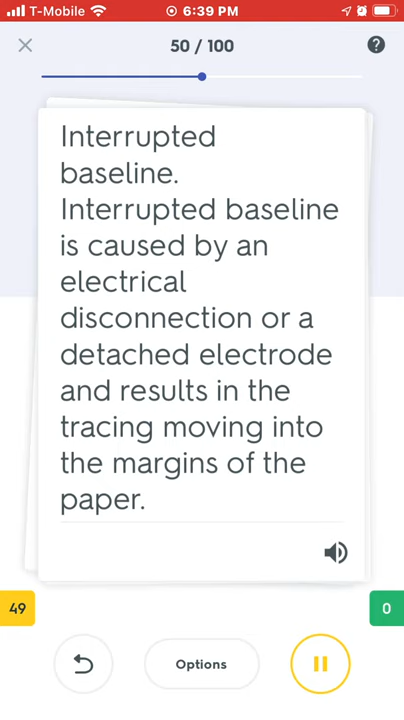 T-Mobile 6:39 PM
50 / 100
Interrupted
baseline.
Interrupted baseline
is caused by an
electrical
disconnection or a
detached electrode
and results in the
tracing moving into
the margins of the
paper.
49
0
Options